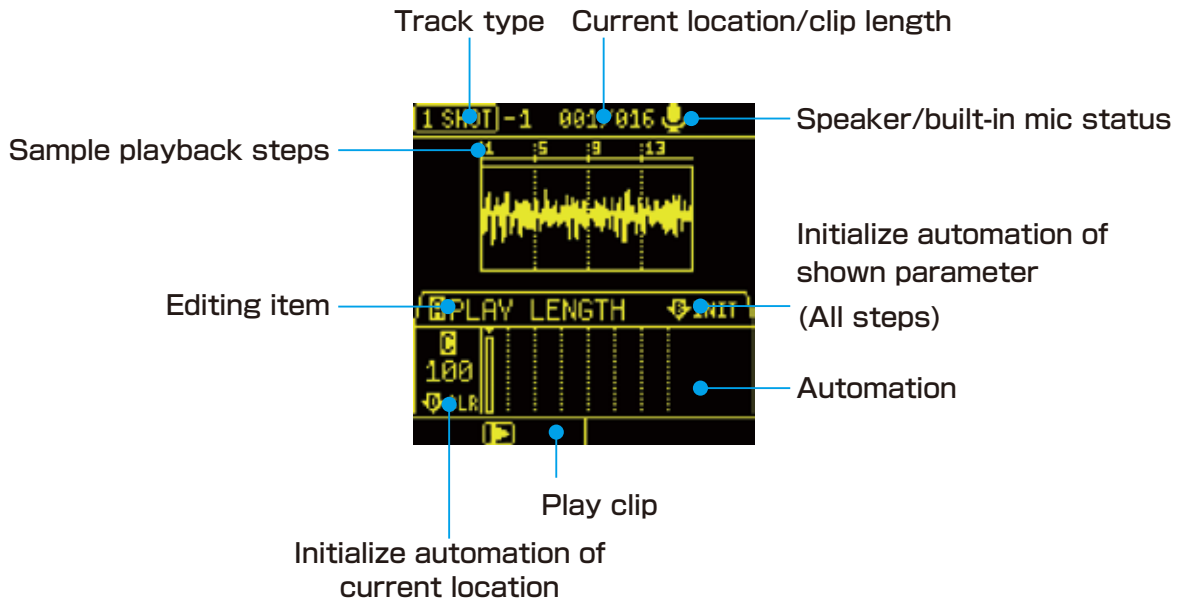 Track type Current location/clip length
1 SHOT -1 001/016
Speaker/built-in mic status
Sample playback steps
1 5 9 13
Initialize automation of
shown parameter
(All steps)
Editing item
A PLAY LENGTH B INIT
C
100
D CLR
Automation
Play clip
Initialize automation of
current location